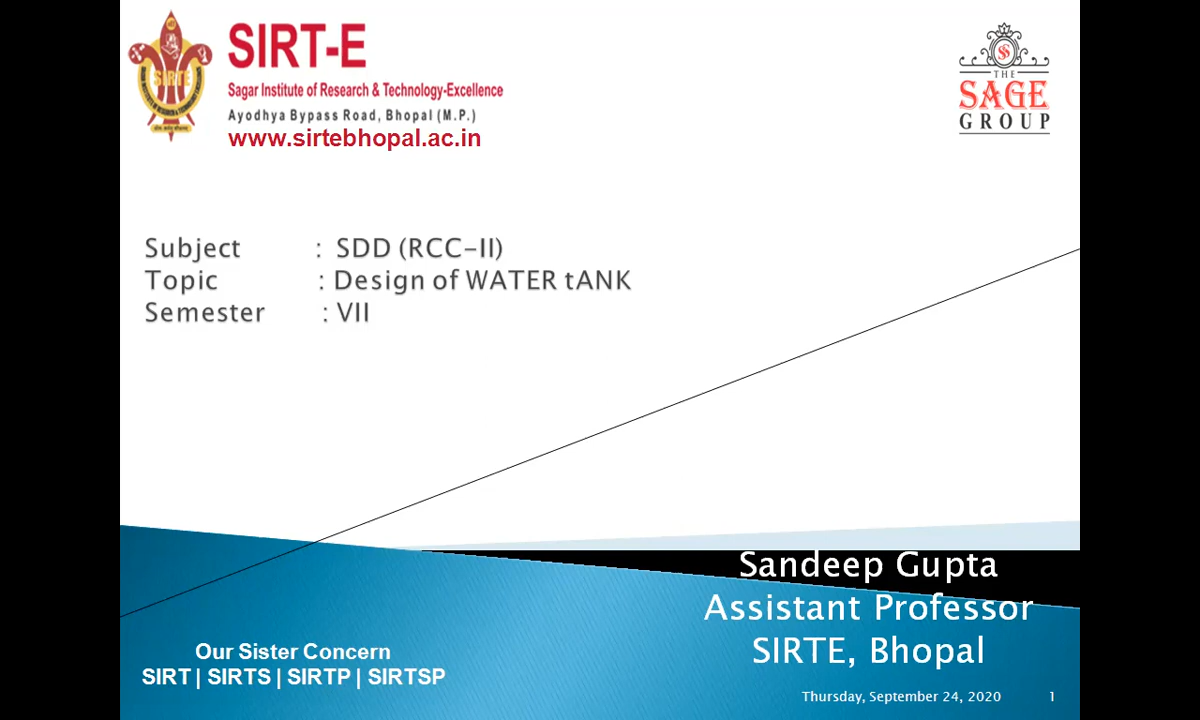 SIRT-E
Sagar Institute of Research & Technology-Excellence
Ayodhya Bypass Road, Bhopal (M.P.)
www.sirtebhopal.ac.in
SIRTE
THE
SAGE
GROUP
Subject : SDD (RCC-II)
Topic : Design of WATER tANK
Semester : VII
Sandeep Gupta
Assistant Professor
SIRTE, Bhopal
Our Sister Concern
SIRT | SIRTS | SIRTP | SIRTSP
Thursday, September 24, 2020 1